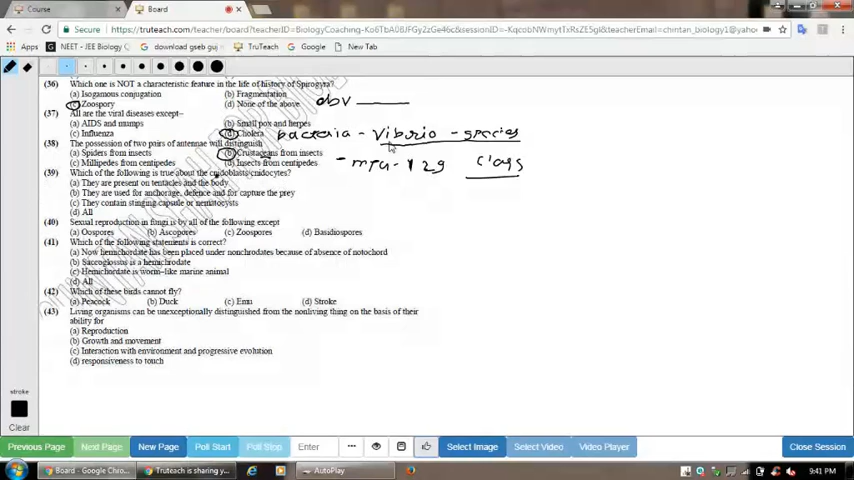 Course
Board
https://www.truteach.com/teacher/board?teacherID=BiologyCoaching-Ko6TbA08JFGy2zGe46c&sessionID=-KqcobNWmytgT2gZRESgl&teacherEmail=chintan_biology1@yahoo
Apps NEET - JEE Biology C download gseb guj TruTeach Google New Tab
(36) Which one is NOT a characteristic feature in the life of history of Spirogyra?
(a) Isogamous conjugation (b) Fragmentation
(c) Zoospory (d) None of the above
(37) All are the viral diseases except–
(a) AIDS and mumps (b) Small pox and herpes
(c) Influenza (d) Cholera bacteria - vibrio - species
(38) The possession of two pairs of antennae will distinguish
(a) Spiders from insects (b) Crustaceans from insects
(c) Millipedes from centipedes (d) Insects from centipedes
class
(39) Which of the following is true about the cnidoblasts/cnidocytes?
(a) They are present on tentacles and the body
(b) They are used for anchorage, defence and for capture the prey
(c) They contain stinging capsule or nematocysts
(d) All
(40) Sexual reproduction in fungi is by all of the following except
(a) Oospores (b) Ascopores (c) Zoospores (d) Basidiospores
(41) Which of the following statements is correct?
(a) Now hemichordate has been placed under nonchrodates because of absence of notochord
(b) Saccoglossus is a hemichrodate
(c) Hemichordate is worm–like marine animal
(d) All
(42) Which of these birds cannot fly?
(a) Peacock (b) Duck (c) Emu (d) Stroke
(43) Living organisms can be unexceptionally distinguished from the nonliving thing on the basis of their
ability for
(a) Reproduction
(b) Growth and movement
(c) Interaction with environment and progressive evolution
(d) responsiveness to touch
stroke
Clear
Previous Page Next Page New Page Poll Start Poll Stop Enter Select Image Select Video Video Player Close Session
Board - Google Chro... Truteach is sharing y... AutoPlay 9:41 PM